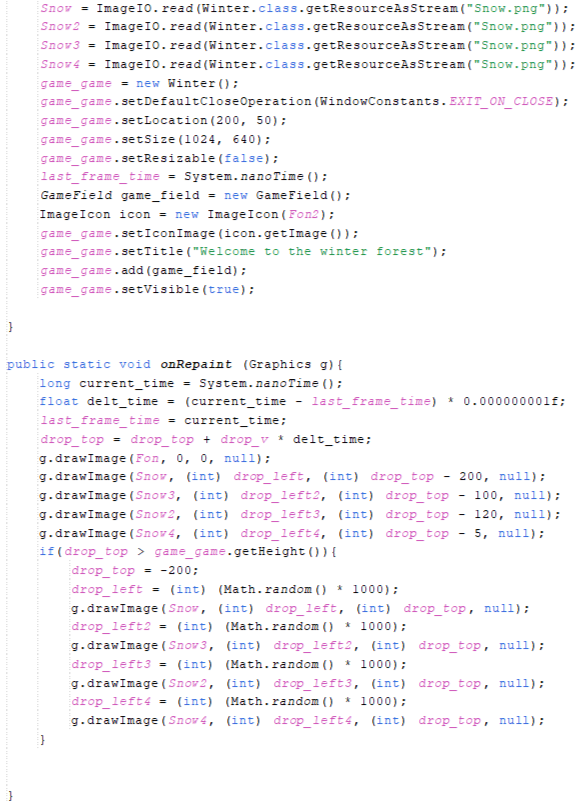 Snow = ImageIO.read(Winter.class.getResourceAsStream("Snow.png"));
Snow2 = ImageIO.read(Winter.class.getResourceAsStream("Snow.png"));
Snow3 = ImageIO.read(Winter.class.getResourceAsStream("Snow.png"));
Snow4 = ImageIO.read(Winter.class.getResourceAsStream("Snow.png"));
game_game = new Winter();
game_game.setDefaultCloseOperation(WindowConstants.EXIT_ON_CLOSE);
game_game.setLocation(200, 50);
game_game.setSize(1024, 640);
game_game.setResizable(false);
last_frame_time = System.nanoTime();
GameField game_field = new GameField();
ImageIcon icon = new ImageIcon(Fon2);
game_game.setIconImage(icon.getImage());
game_game.setTitle("Welcome to the winter forest");
game_game.add(game_field);
game_game.setVisible(true);
}
public static void onRepaint (Graphics g){
long current_time = System.nanoTime();
float delt_time = (current_time - last_frame_time) * 0.000000001f;
last_frame_time = current_time;
drop_top = drop_top + drop_v * delt_time;
g.drawImage(Fon, 0, 0, null);
g.drawImage(Snow, (int) drop_left, (int) drop_top - 200, null);
g.drawImage(Snow3, (int) drop_left2, (int) drop_top - 100, null);
g.drawImage(Snow2, (int) drop_left3, (int) drop_top - 120, null);
g.drawImage(Snow4, (int) drop_left4, (int) drop_top - 5, null);
if(drop_top > game_game.getHeight()){
drop_top = -200;
drop_left = (int) (Math.random() * 1000);
g.drawImage(Snow, (int) drop_left, (int) drop_top, null);
drop_left2 = (int) (Math.random() * 1000);
g.drawImage(Snow3, (int) drop_left2, (int) drop_top, null);
drop_left3 = (int) (Math.random() * 1000);
g.drawImage(Snow2, (int) drop_left3, (int) drop_top, null);
drop_left4 = (int) (Math.random() * 1000);
g.drawImage(Snow4, (int) drop_left4, (int) drop_top, null);
}
}